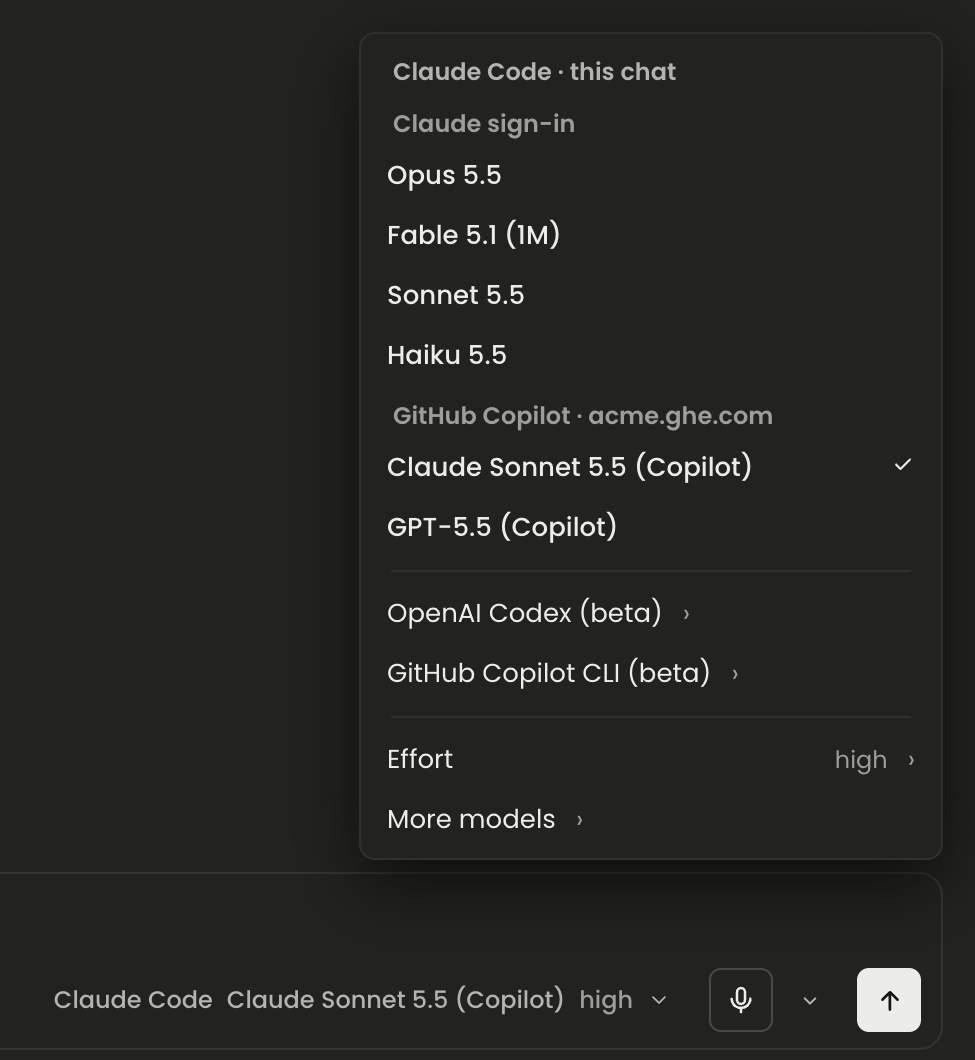 Claude Code · this chat
Claude sign-in
Opus 5.5
Fable 5.1 (1M)
Sonnet 5.5
Haiku 5.5
GitHub Copilot · acme.ghe.com
Claude Sonnet 5.5 (Copilot)
GPT-5.5 (Copilot)
OpenAI Codex (beta) ›
GitHub Copilot CLI (beta) ›
Effort high ›
More models ›
Claude Code Claude Sonnet 5.5 (Copilot) high